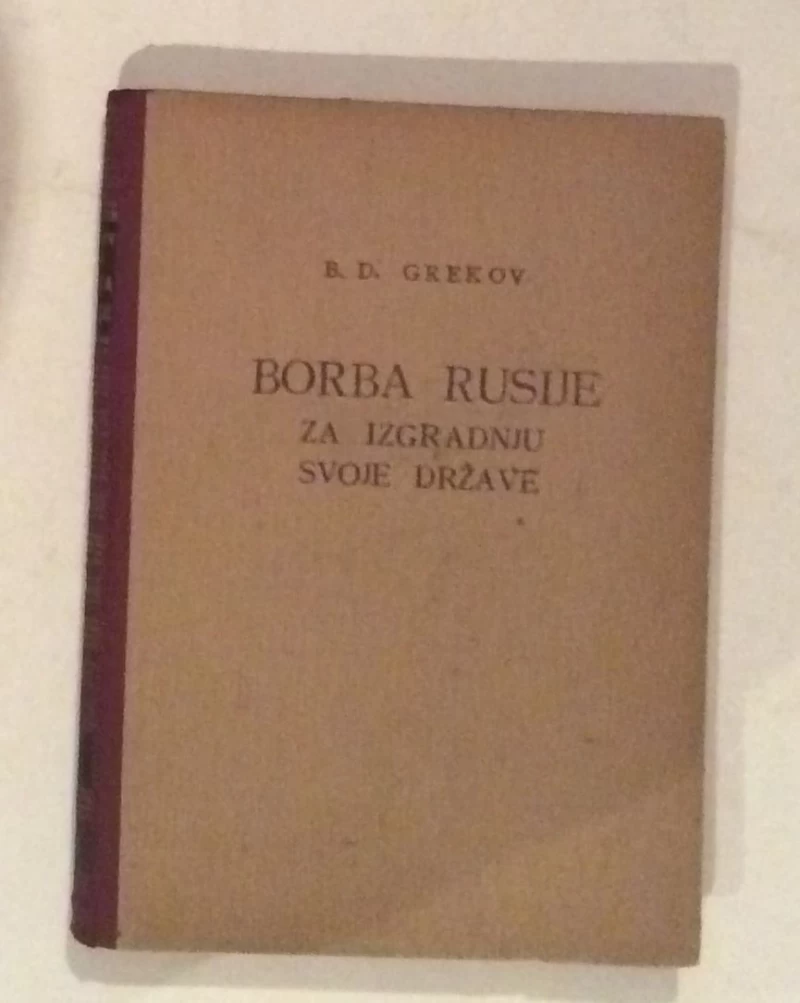 B. D. GREKOV
BORBA RUSIJE
ZA IZGRADNJU
SVOJE DRŽAVE